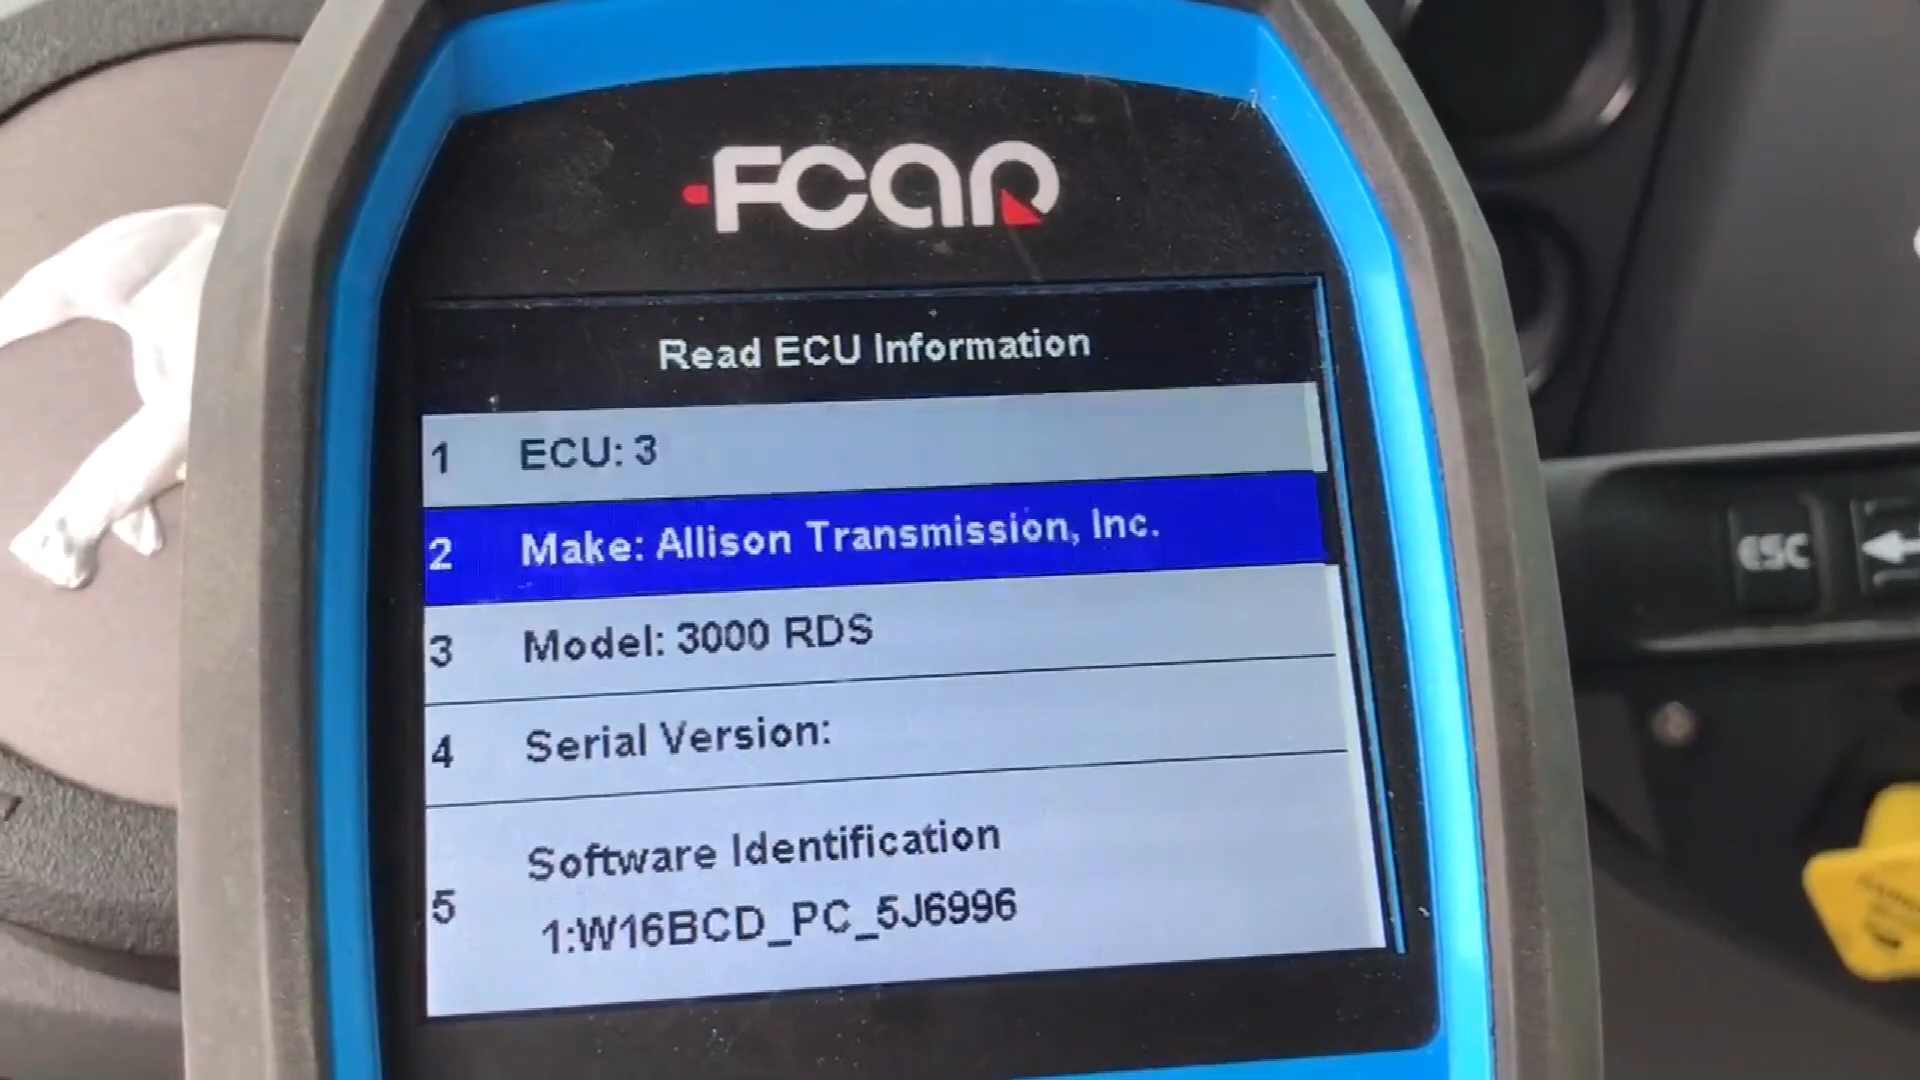 FCAR
Read ECU Information
1 ECU: 3
2 Make: Allison Transmission, Inc.
3 Model: 3000 RDS
4 Serial Version:
5 Software Identification
1:W16BCD_PC_5J6996
ESC